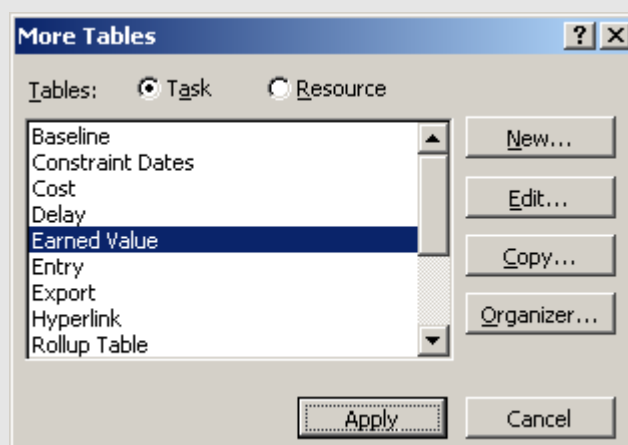 More Tables
Tables: Task Resource
Baseline
Constraint Dates
Cost
Delay
Earned Value
Entry
Export
Hyperlink
Rollup Table
New...
Edit...
Copy...
Organizer...
Apply Cancel